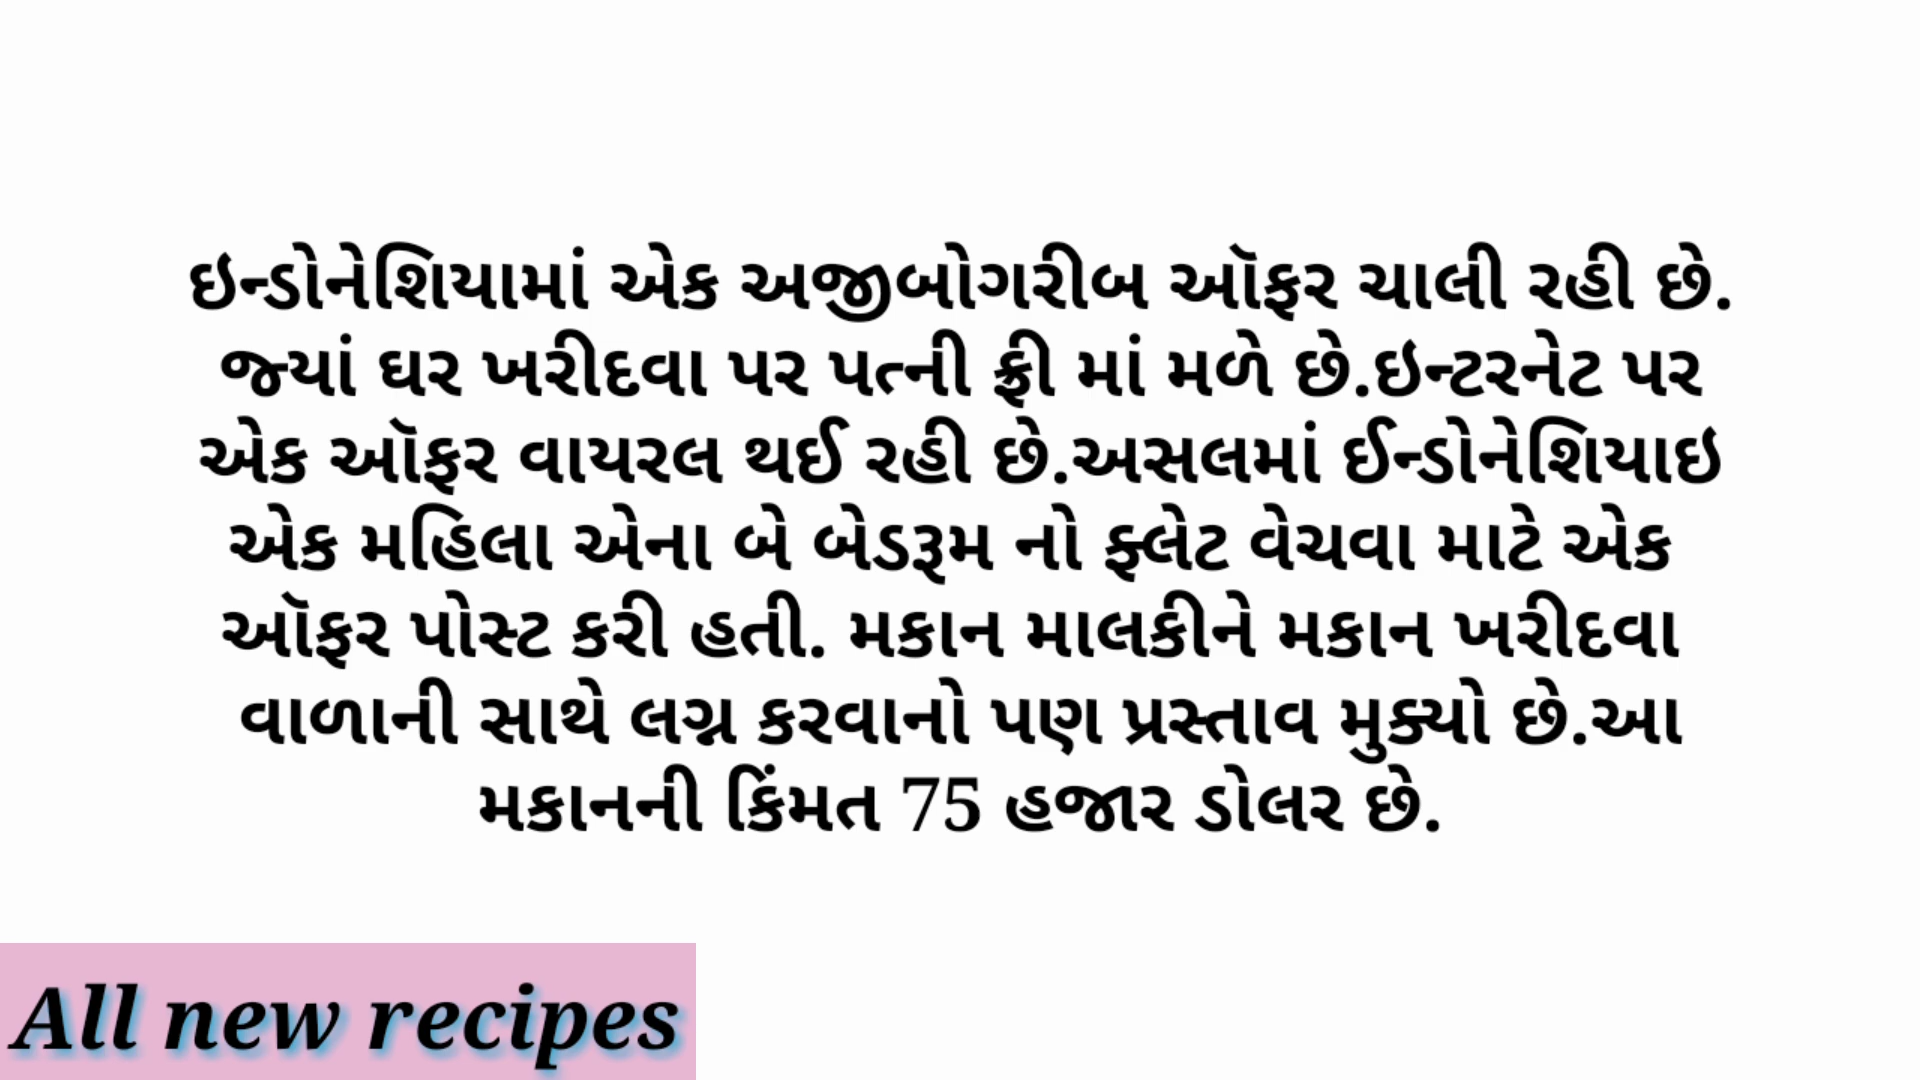 ઇન્ડોનેશિયામાં એક અજીબોગરીબ ઑફર ચાલી રહી છે.
જ્યાં ઘર ખરીદવા પર પત્ની ફ્રી માં મળે છે.ઇન્ટરનેટ પર
એક ઑફર વાયરલ થઈ રહી છે.અસલમાં ઈન્ડોનેશિયાઇ
એક મહિલા એના બે બેડરૂમ નો ફ્લેટ વેચવા માટે એક
ઑફર પોસ્ટ કરી હતી. મકાન માલકીને મકાન ખરીદવા
વાળાની સાથે લગ્ન કરવાનો પણ પ્રસ્તાવ મુક્યો છે.આ
મકાનની કિંમત 75 હજાર ડોલર છે.
All new recipes